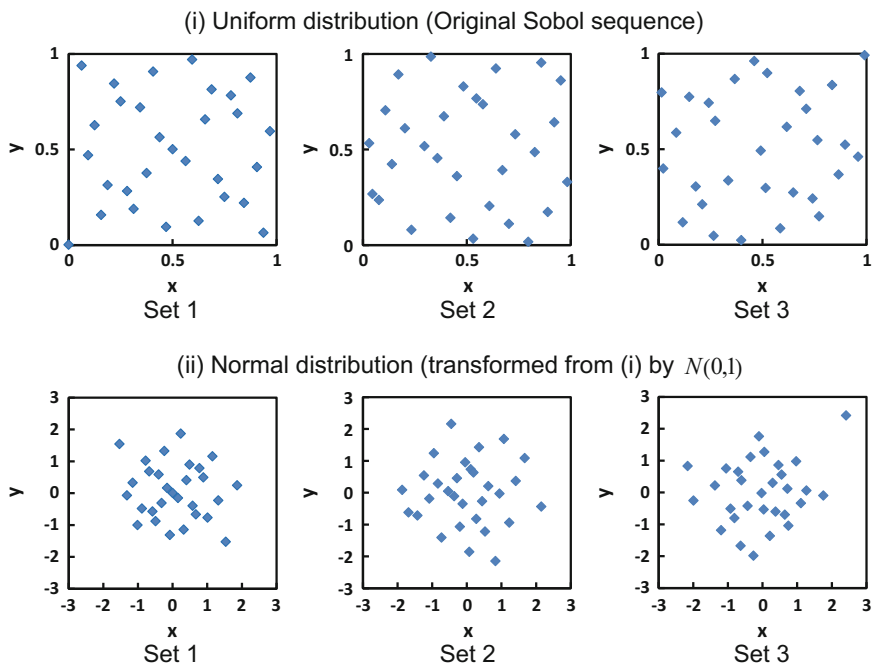 (i) Uniform distribution (Original Sobol sequence)
1
0.5
0
y
0
0.5
1
x
Set 1
1
0.5
0
y
0
0.5
1
x
Set 2
1
0.5
0
y
0
0.5
1
x
Set 3
(ii) Normal distribution (transformed from (i) by N(0,1)
3
2
1
0
-1
-2
-3
y
-3 -2 -1 0 1 2 3
x
Set 1
3
2
1
0
-1
-2
-3
y
-3 -2 -1 0 1 2 3
x
Set 2
3
2
1
0
-1
-2
-3
y
-3 -2 -1 0 1 2 3
x
Set 3